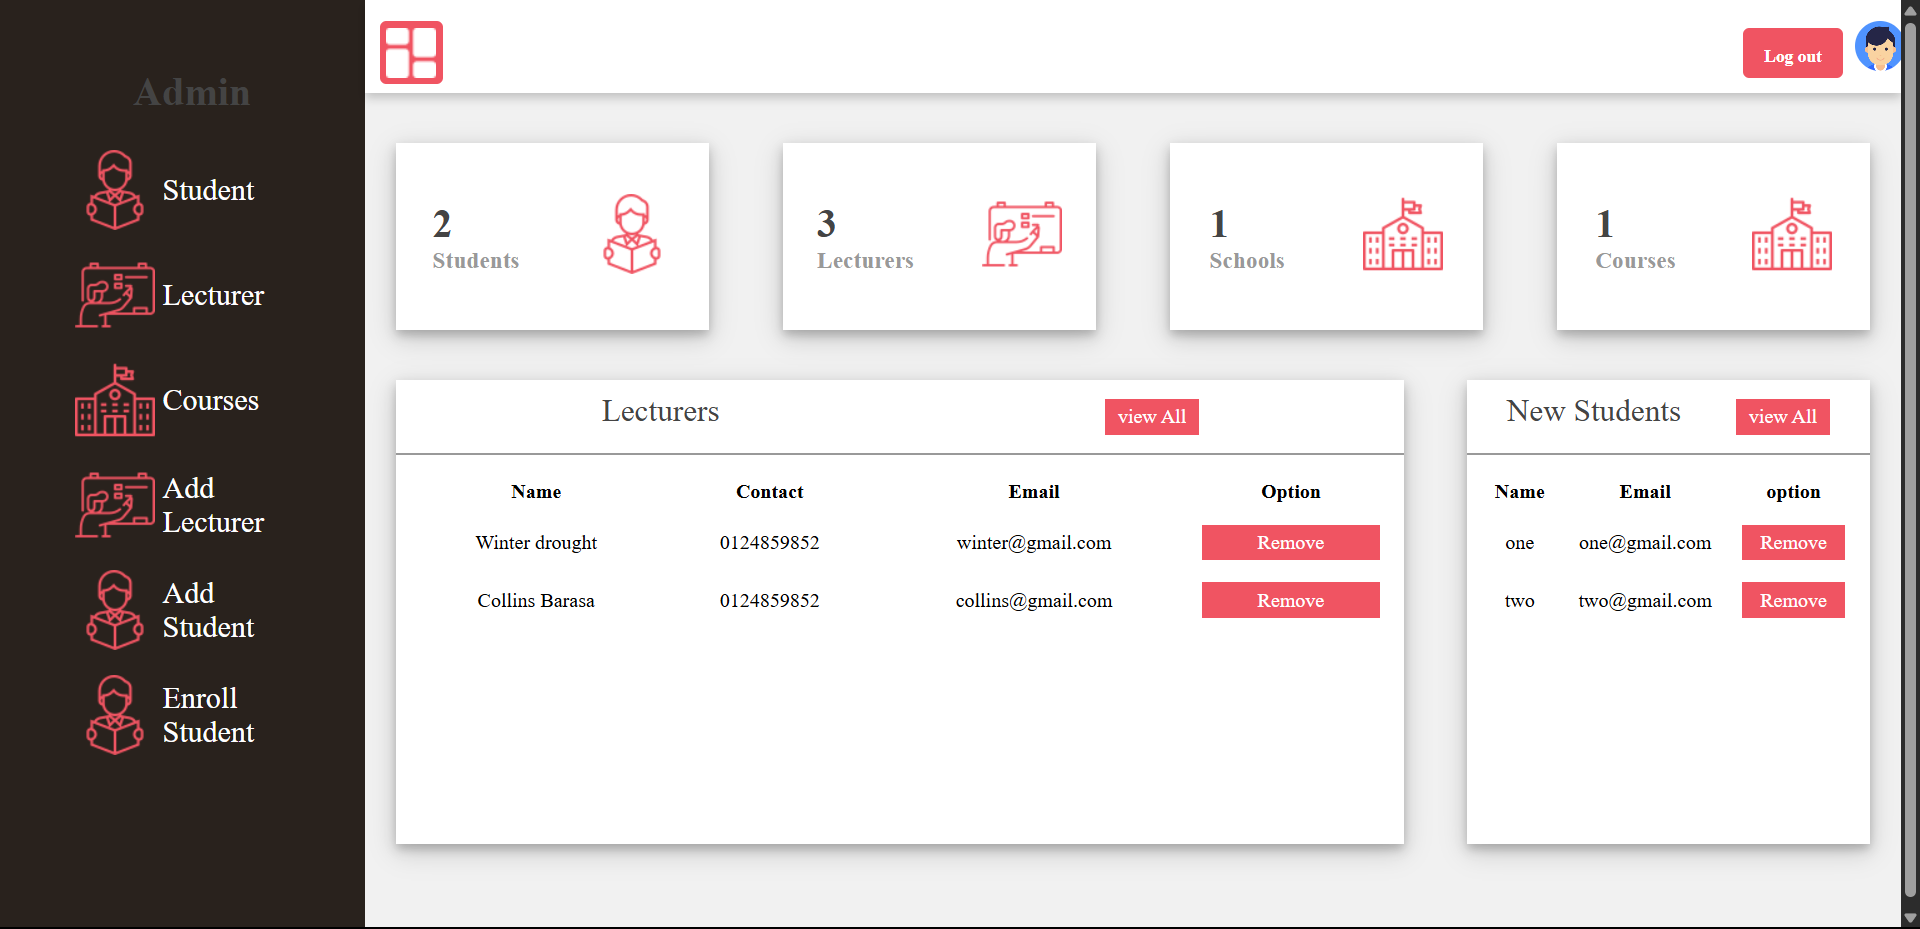 Admin
Student
Lecturer
Courses
Add
Lecturer
Add
Student
Enroll
Student
Log out
2
Students
3
Lecturers
1
Schools
1
Courses
Lecturers
view All
Name Contact Email Option
Winter drought 0124859852 winter@gmail.com Remove
Collins Barasa 0124859852 collins@gmail.com Remove
New Students
view All
Name Email option
one one@gmail.com Remove
two two@gmail.com Remove